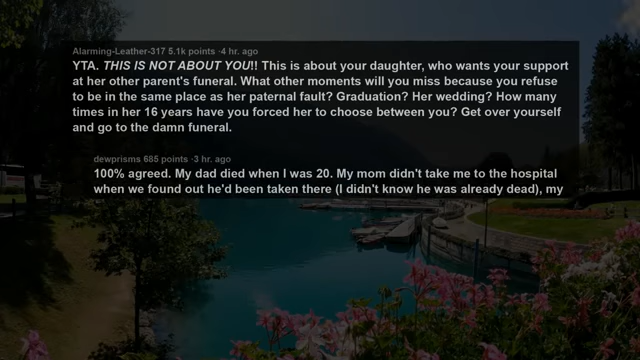 Alarming-Leather-317 5.1k points ·4 hr. ago
YTA. THIS IS NOT ABOUT YOU!! This is about your daughter, who wants your support
at her other parent's funeral. What other moments will you miss because you refuse
to be in the same place as her paternal fault? Graduation? Her wedding? How many
times in her 16 years have you forced her to choose between you? Get over yourself
and go to the damn funeral.
dewprisms 685 points ·3 hr. ago
100% agreed. My dad died when I was 20. My mom didn't take me to the hospital
when we found out he'd been taken there (I didn't know he was already dead), my